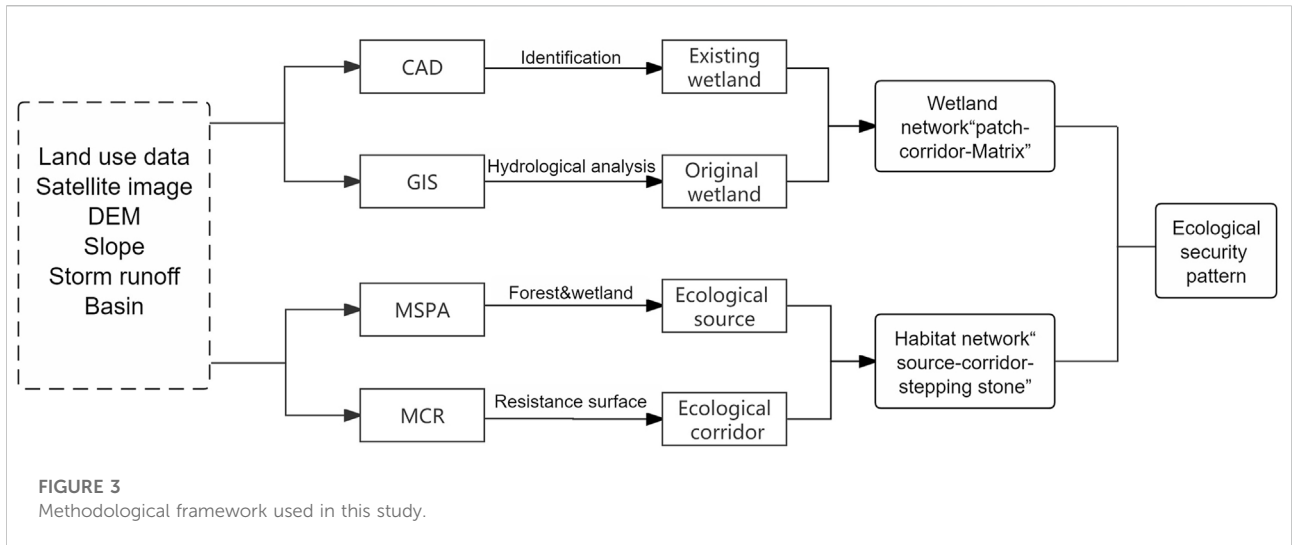 Land use data
Satellite image
DEM
Slope
Storm runoff
Basin
CAD
Identification
Existing
wetland
GIS
Hydrological analysis
Original
wetland
Wetland
network“patch-
corridor-Matrix”
MSPA
Forest&wetland
Ecological
source
MCR
Resistance surface
Ecological
corridor
Habitat network“
source-corridor-
stepping stone”
Ecological
security
pattern
FIGURE 3
Methodological framework used in this study.